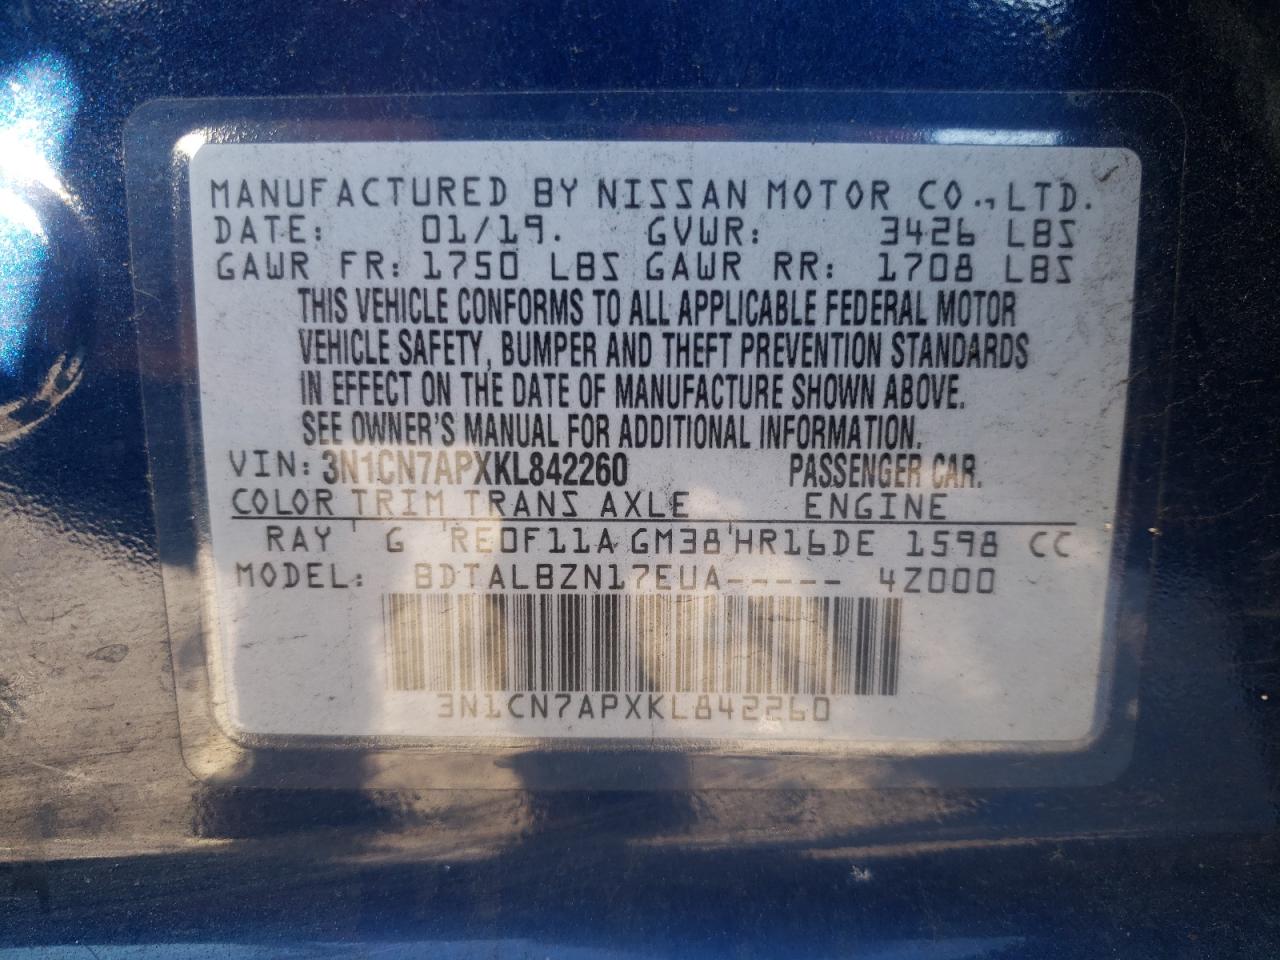 MANUFACTURED BY NISSAN MOTOR CO., LTD.
DATE: 01/19. GVWR: 3426 LBS
GAWR FR: 1750 LBS GAWR RR: 1708 LBS
THIS VEHICLE CONFORMS TO ALL APPLICABLE FEDERAL MOTOR
VEHICLE SAFETY, BUMPER AND THEFT PREVENTION STANDARDS
IN EFFECT ON THE DATE OF MANUFACTURE SHOWN ABOVE.
SEE OWNER'S MANUAL FOR ADDITIONAL INFORMATION.
VIN: 3N1CN7APXKL842260 PASSENGER CAR.
COLOR TRIM TRANS AXLE ENGINE
RAY ' G ' RE0F11A GM38 ' HR16DE 1598 CC
MODEL: BDTALBZN17EUA----- 4Z000
3N1CN7APXKL842260